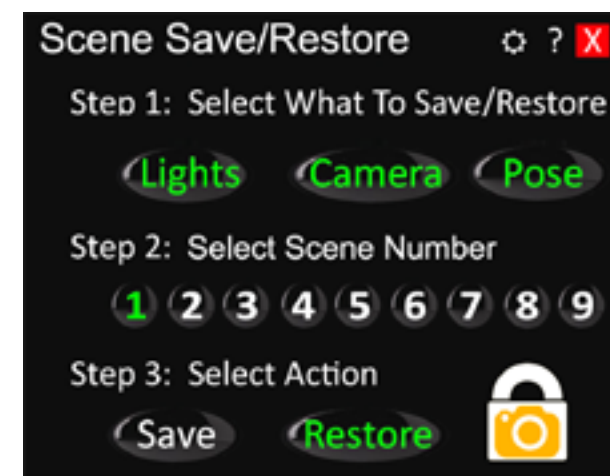 Scene Save/Restore ? X
Step 1: Select What To Save/Restore
Lights Camera Pose
Step 2: Select Scene Number
1 2 3 4 5 6 7 8 9
Step 3: Select Action
Save Restore